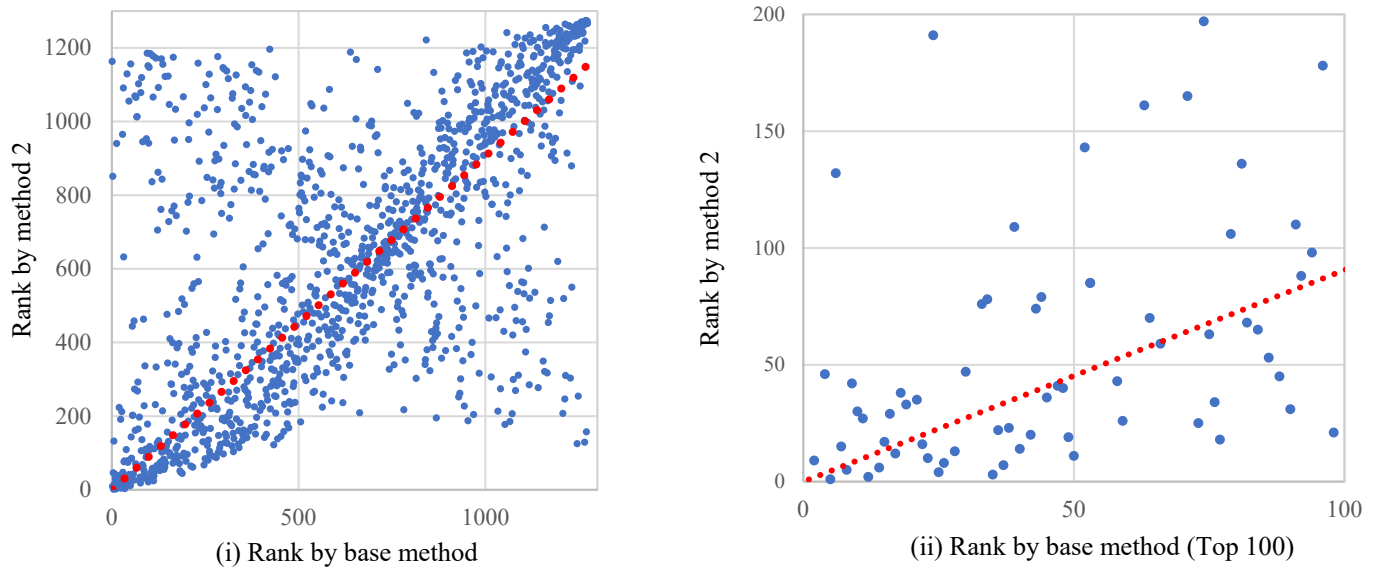 Rank by method 2
1200
1000
800
600
400
200
0
0 500 1000
(i) Rank by base method
Rank by method 2
200
150
100
50
0
0 50 100
(ii) Rank by base method (Top 100)